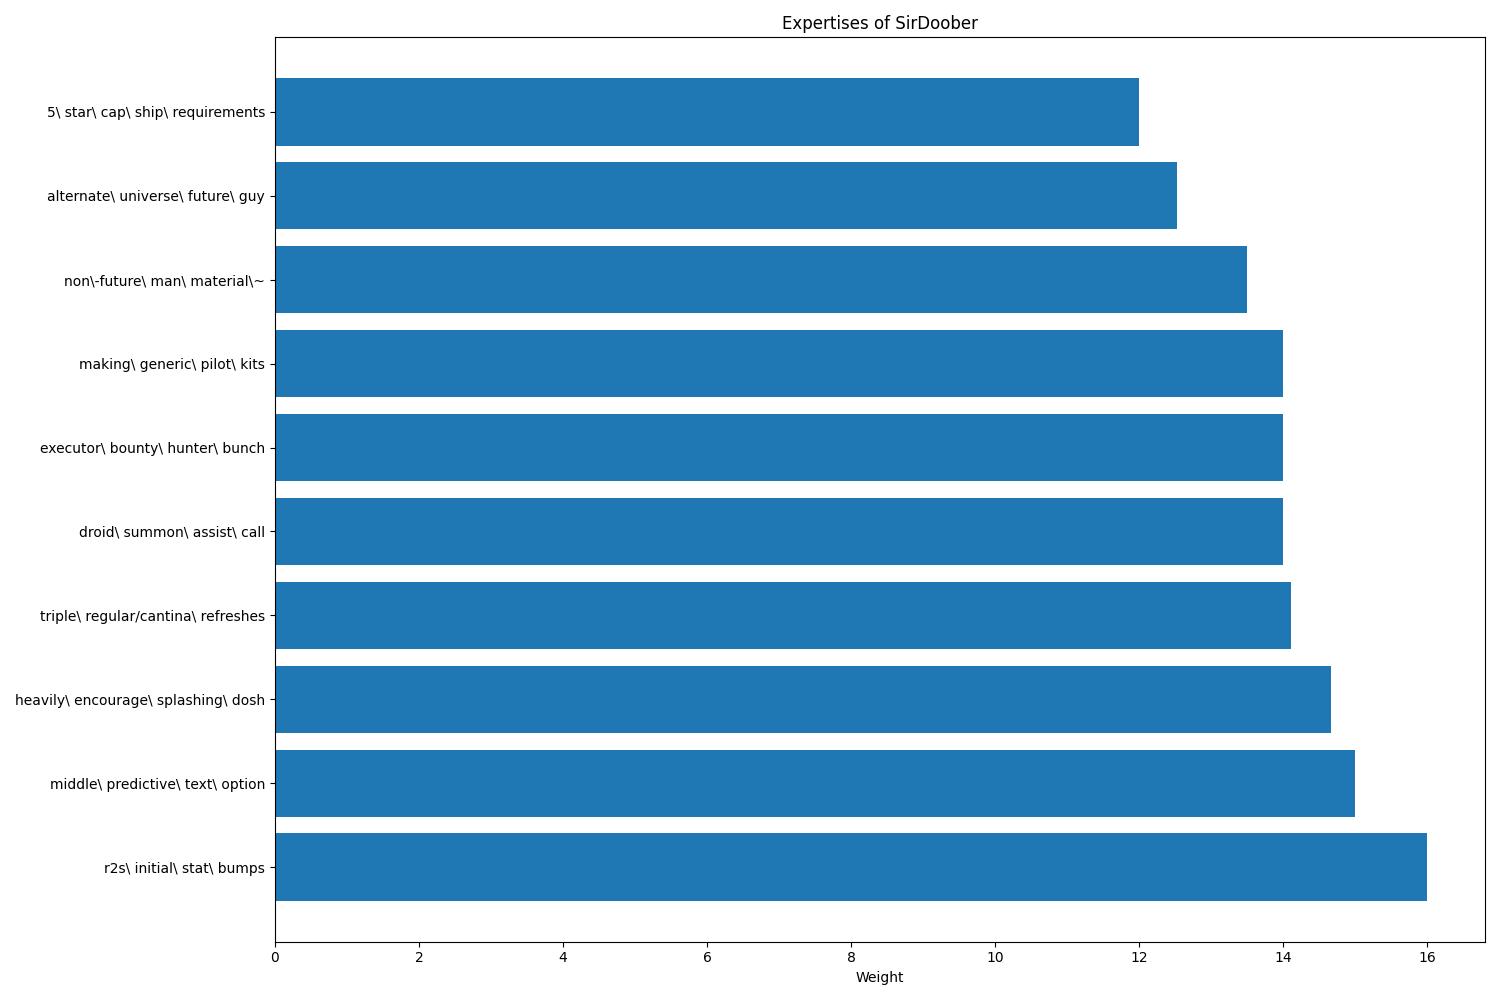 Expertises of SirDoober
5\ star\ cap\ ship\ requirements
alternate\ universe\ future\ guy
non\-future\ man\ material\~
making\ generic\ pilot\ kits
executor\ bounty\ hunter\ bunch
droid\ summon\ assist\ call
triple\ regular/cantina\ refreshes
heavily\ encourage\ splashing\ dosh
middle\ predictive\ text\ option
r2s\ initial\ stat\ bumps
0 2 4 6 8 10 12 14 16
Weight